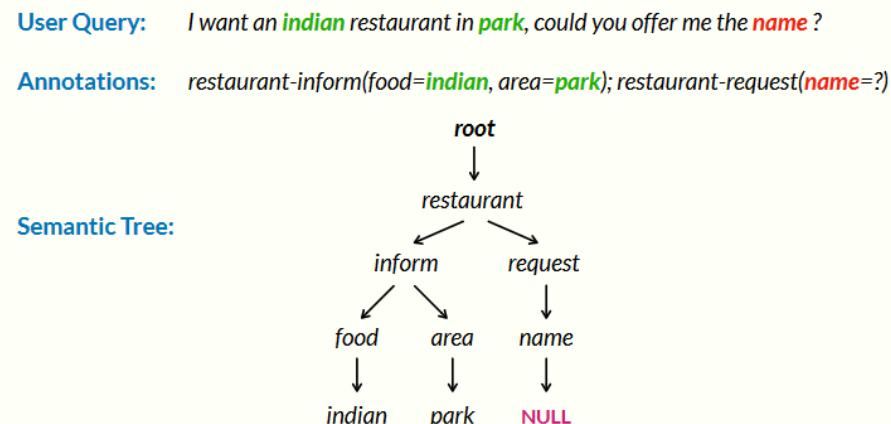 User Query: I want an indian restaurant in park, could you offer me the name ?
Annotations: restaurant-inform(food=indian, area=park); restaurant-request(name=?)
root
restaurant
Semantic Tree:
inform request
food area name
indian park NULL